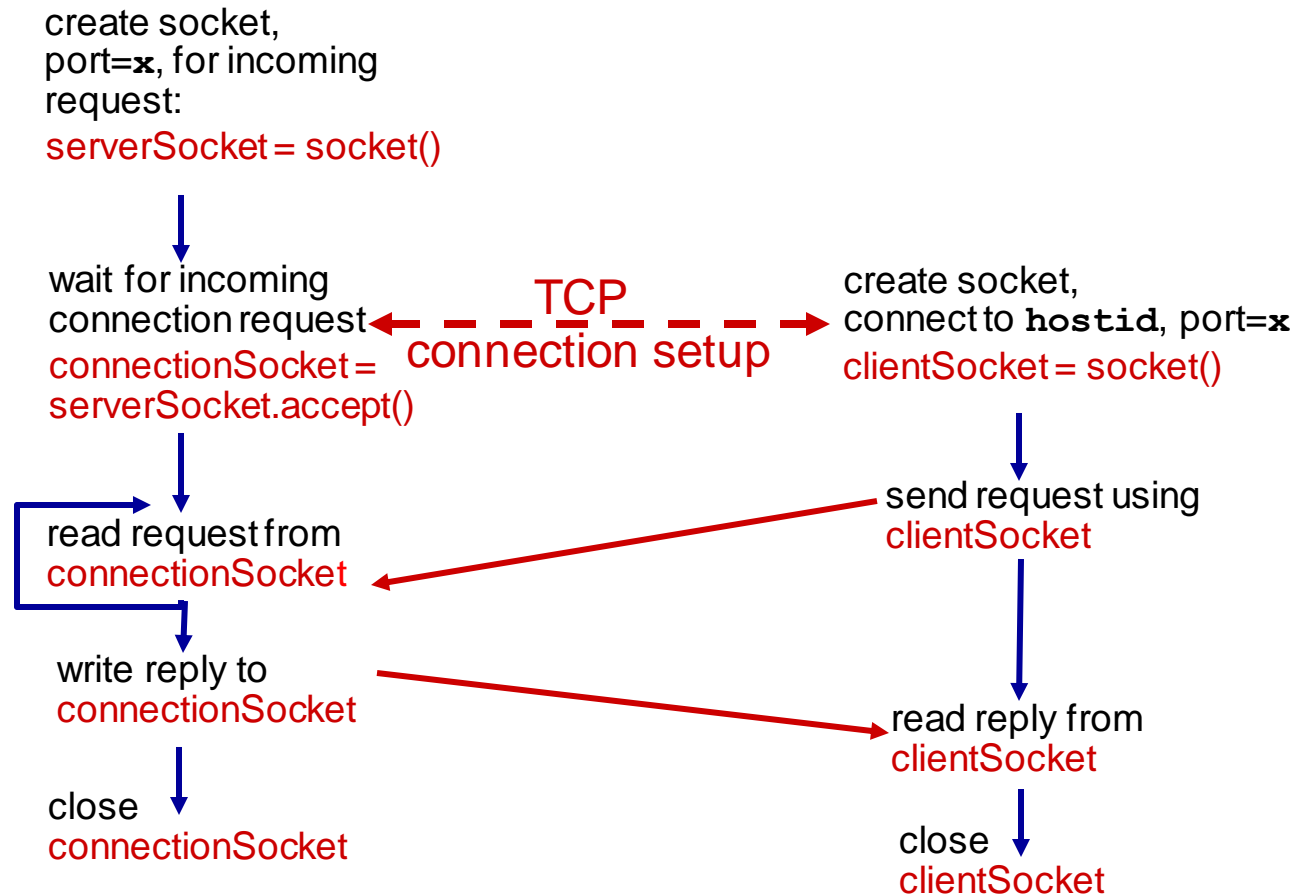 create socket,
port=x, for incoming
request:
serverSocket = socket()
wait for incoming
connection request
connectionSocket =
serverSocket.accept()
TCP
connection setup
create socket,
connect to hostid, port=x
clientSocket = socket()
send request using
clientSocket
read request from
connectionSocket
write reply to
connectionSocket
read reply from
clientSocket
close
connectionSocket
close
clientSocket